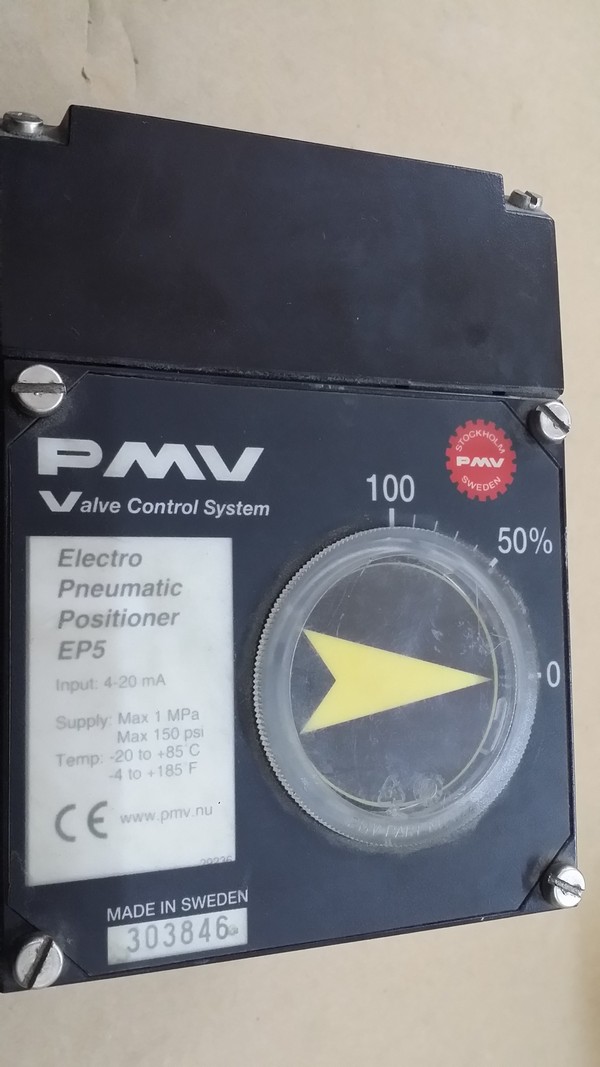 PMV
Valve Control System
STOCKHOLM
PMV
SWEDEN
100
50%
0
Electro
Pneumatic
Positioner
EP5
Input: 4-20 mA
Supply: Max 1 MPa
Max 150 psi
Temp: -20 to +85°C
-4 to +185°F
CE www.pmv.nu
MADE IN SWEDEN
303846